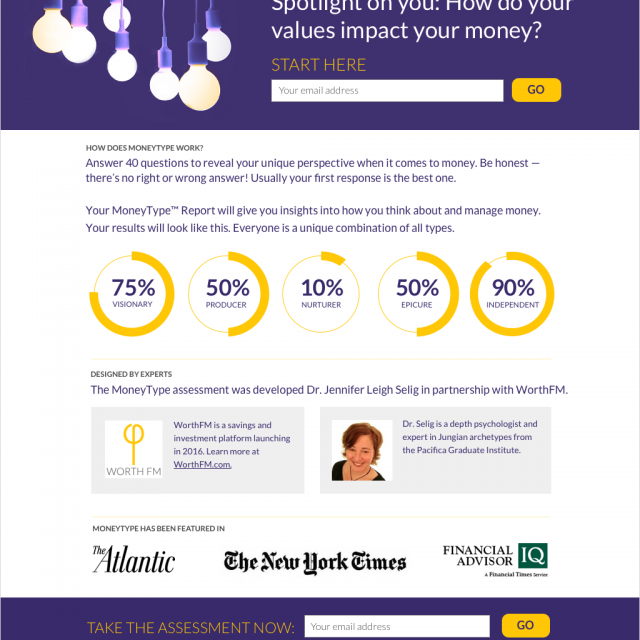 Spotlight on you: How do your
values impact your money?
START HERE
Your email address
GO
HOW DOES MONEYTYPE WORK?
Answer 40 questions to reveal your unique perspective when it comes to money. Be honest —
there's no right or wrong answer! Usually your first response is the best one.
Your MoneyType™ Report will give you insights into how you think about and manage money.
Your results will look like this. Everyone is a unique combination of all types.
75%
VISIONARY
50%
PRODUCER
10%
NURTURER
50%
EPICURE
90%
INDEPENDENT
DESIGNED BY EXPERTS
The MoneyType assessment was developed Dr. Jennifer Leigh Selig in partnership with WorthFM.
WORTH FM
WorthFM is a savings and
investment platform launching
in 2016. Learn more at
WorthFM.com.
Dr. Selig is a depth psychologist and
expert in Jungian archetypes from
the Pacifica Graduate Institute.
MONEYTYPE HAS BEEN FEATURED IN
The Atlantic
The New York Times
FINANCIAL
ADVISOR IQ
A Financial Times Service
TAKE THE ASSESSMENT NOW:
Your email address
GO